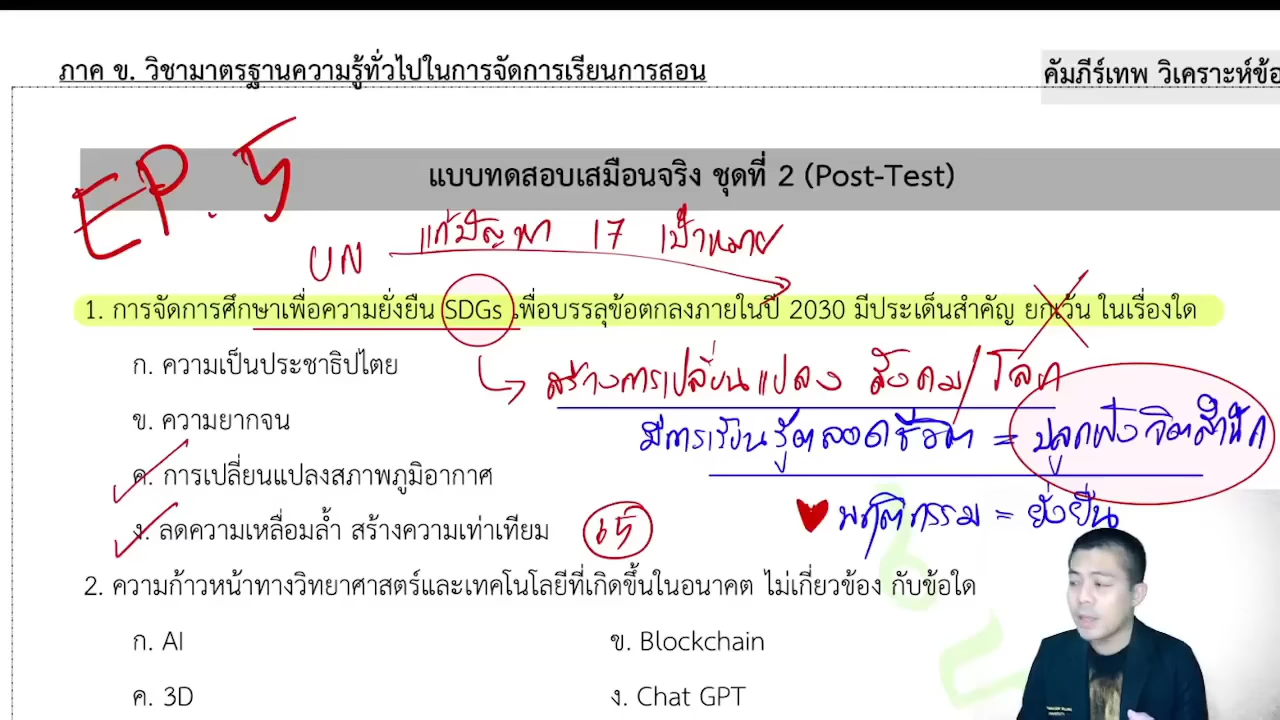 ภาค ข. วิชามาตรฐานความรู้ทั่วไปในการจัดการเรียนการสอน
คัมภีร์เทพ วิเคราะห์ข้อ
EP. 5
แบบทดสอบเสมือนจริง ชุดที่ 2 (Post-Test)
UN แก้ปัญหา 17 เป้าหมาย
1. การจัดการศึกษาเพื่อความยั่งยืน SDGs เพื่อบรรลุข้อตกลงภายในปี 2030 มีประเด็นสำคัญ ยกเว้น ในเรื่องใด
ก. ความเป็นประชาธิปไตย
สร้างการเปลี่ยนแปลง สังคม/โลก
ข. ความยากจน
มีการเรียนรู้ตลอดชีวิต = ปลูกฝังจิตสำนึก
ค. การเปลี่ยนแปลงสภาพภูมิอากาศ
พฤติกรรม = ยั่งยืน
ง. ลดความเหลื่อมล้ำ สร้างความเท่าเทียม
2. ความก้าวหน้าทางวิทยาศาสตร์และเทคโนโลยีที่เกิดขึ้นในอนาคต ไม่เกี่ยวข้อง กับข้อใด
ก. AI
ข. Blockchain
ค. 3D
ง. Chat GPT